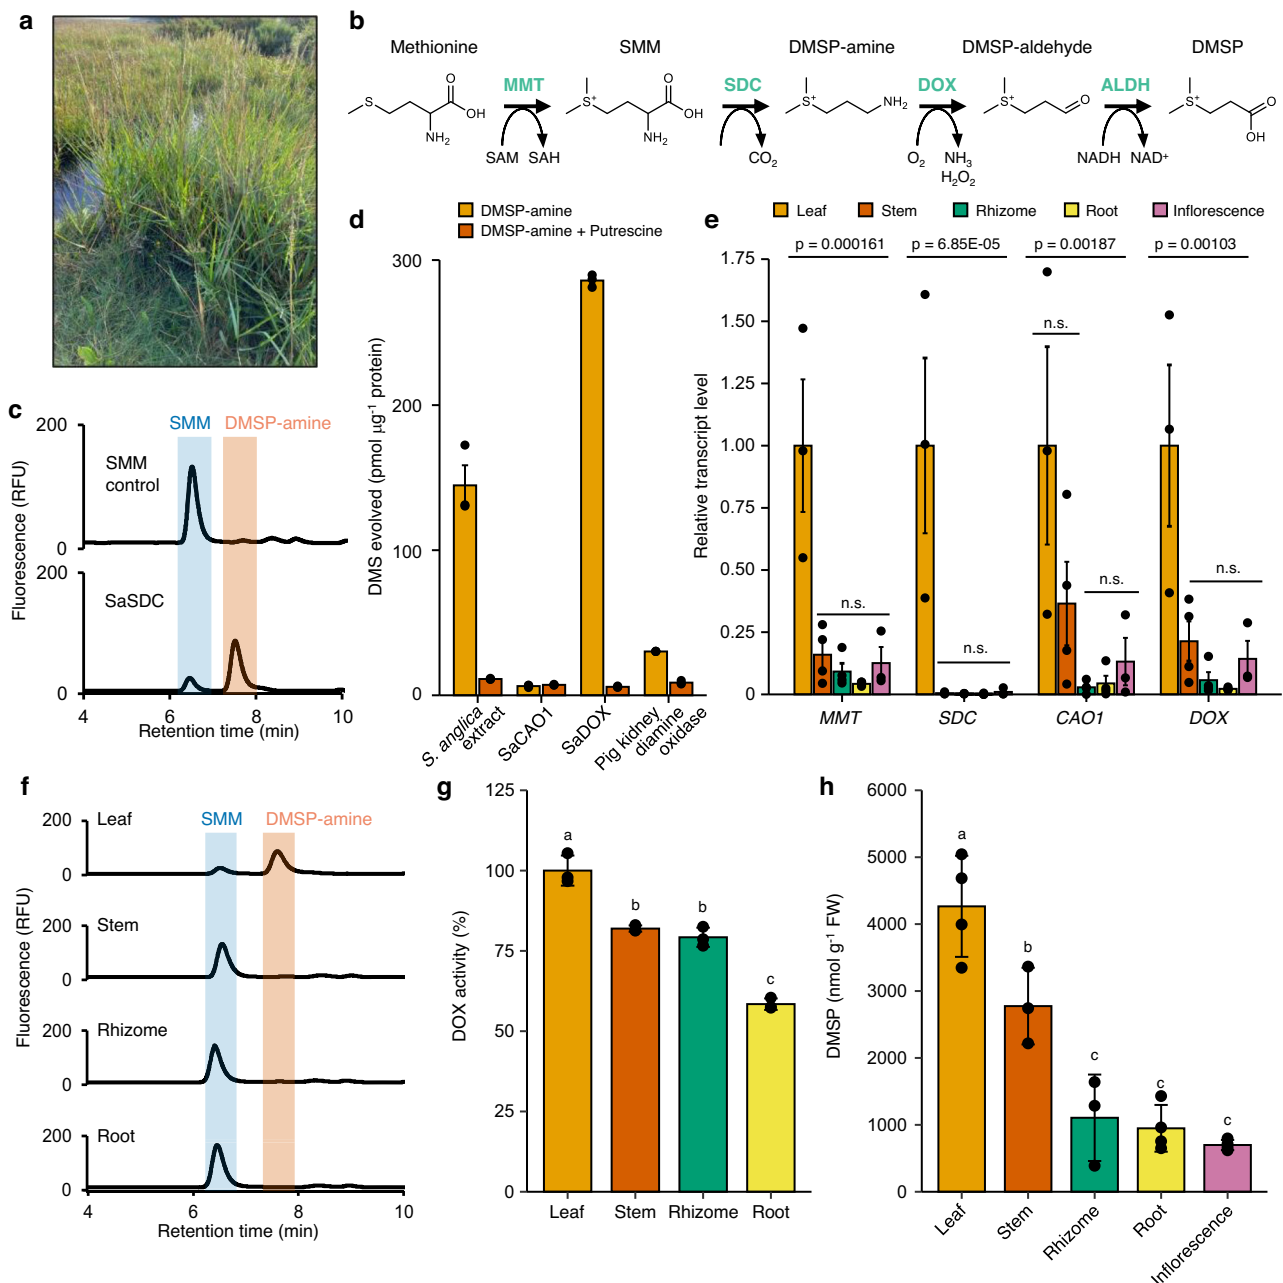 a
b
Methionine
SMM
DMSP-amine
DMSP-aldehyde
DMSP
MMT
SDC
DOX
ALDH
S
O
OH
NH2
S+
O
OH
NH2
S+
NH2
S+
O
S+
O
OH
SAM SAH
CO2
O2 NH3
H2O2
NADH NAD+
c
200
0
SMM
DMSP-amine
SMM
control
200
0
SaSDC
4 6 8 10
Fluorescence (RFU)
Retention time (min)
d
DMSP-amine
DMSP-amine + Putrescine
300
200
100
0
DMS evolved (pmol µg-1 protein)
S. anglica
extract
SaCAO1
SaDOX
Pig kidney
diamine
oxidase
e
Leaf Stem Rhizome Root Inflorescence
p = 0.000161 p = 6.85E-05 p = 0.00187 p = 0.00103
1.75
1.50
1.25
1.00
0.75
0.50
0.25
0
Relative transcript level
n.s.
n.s.
n.s.
n.s.
n.s.
MMT SDC CAO1 DOX
f
SMM
DMSP-amine
200
0
Leaf
200
0
Stem
200
0
Rhizome
200
0
Root
4 6 8 10
Fluorescence (RFU)
Retention time (min)
g
125
100
75
50
25
0
DOX activity (%)
a
b
b
c
Leaf Stem Rhizome Root
h
6000
5000
4000
3000
2000
1000
0
DMSP (nmol g-1 FW)
a
b
c
c
c
Leaf
Stem
Rhizome
Root
Inflorescence